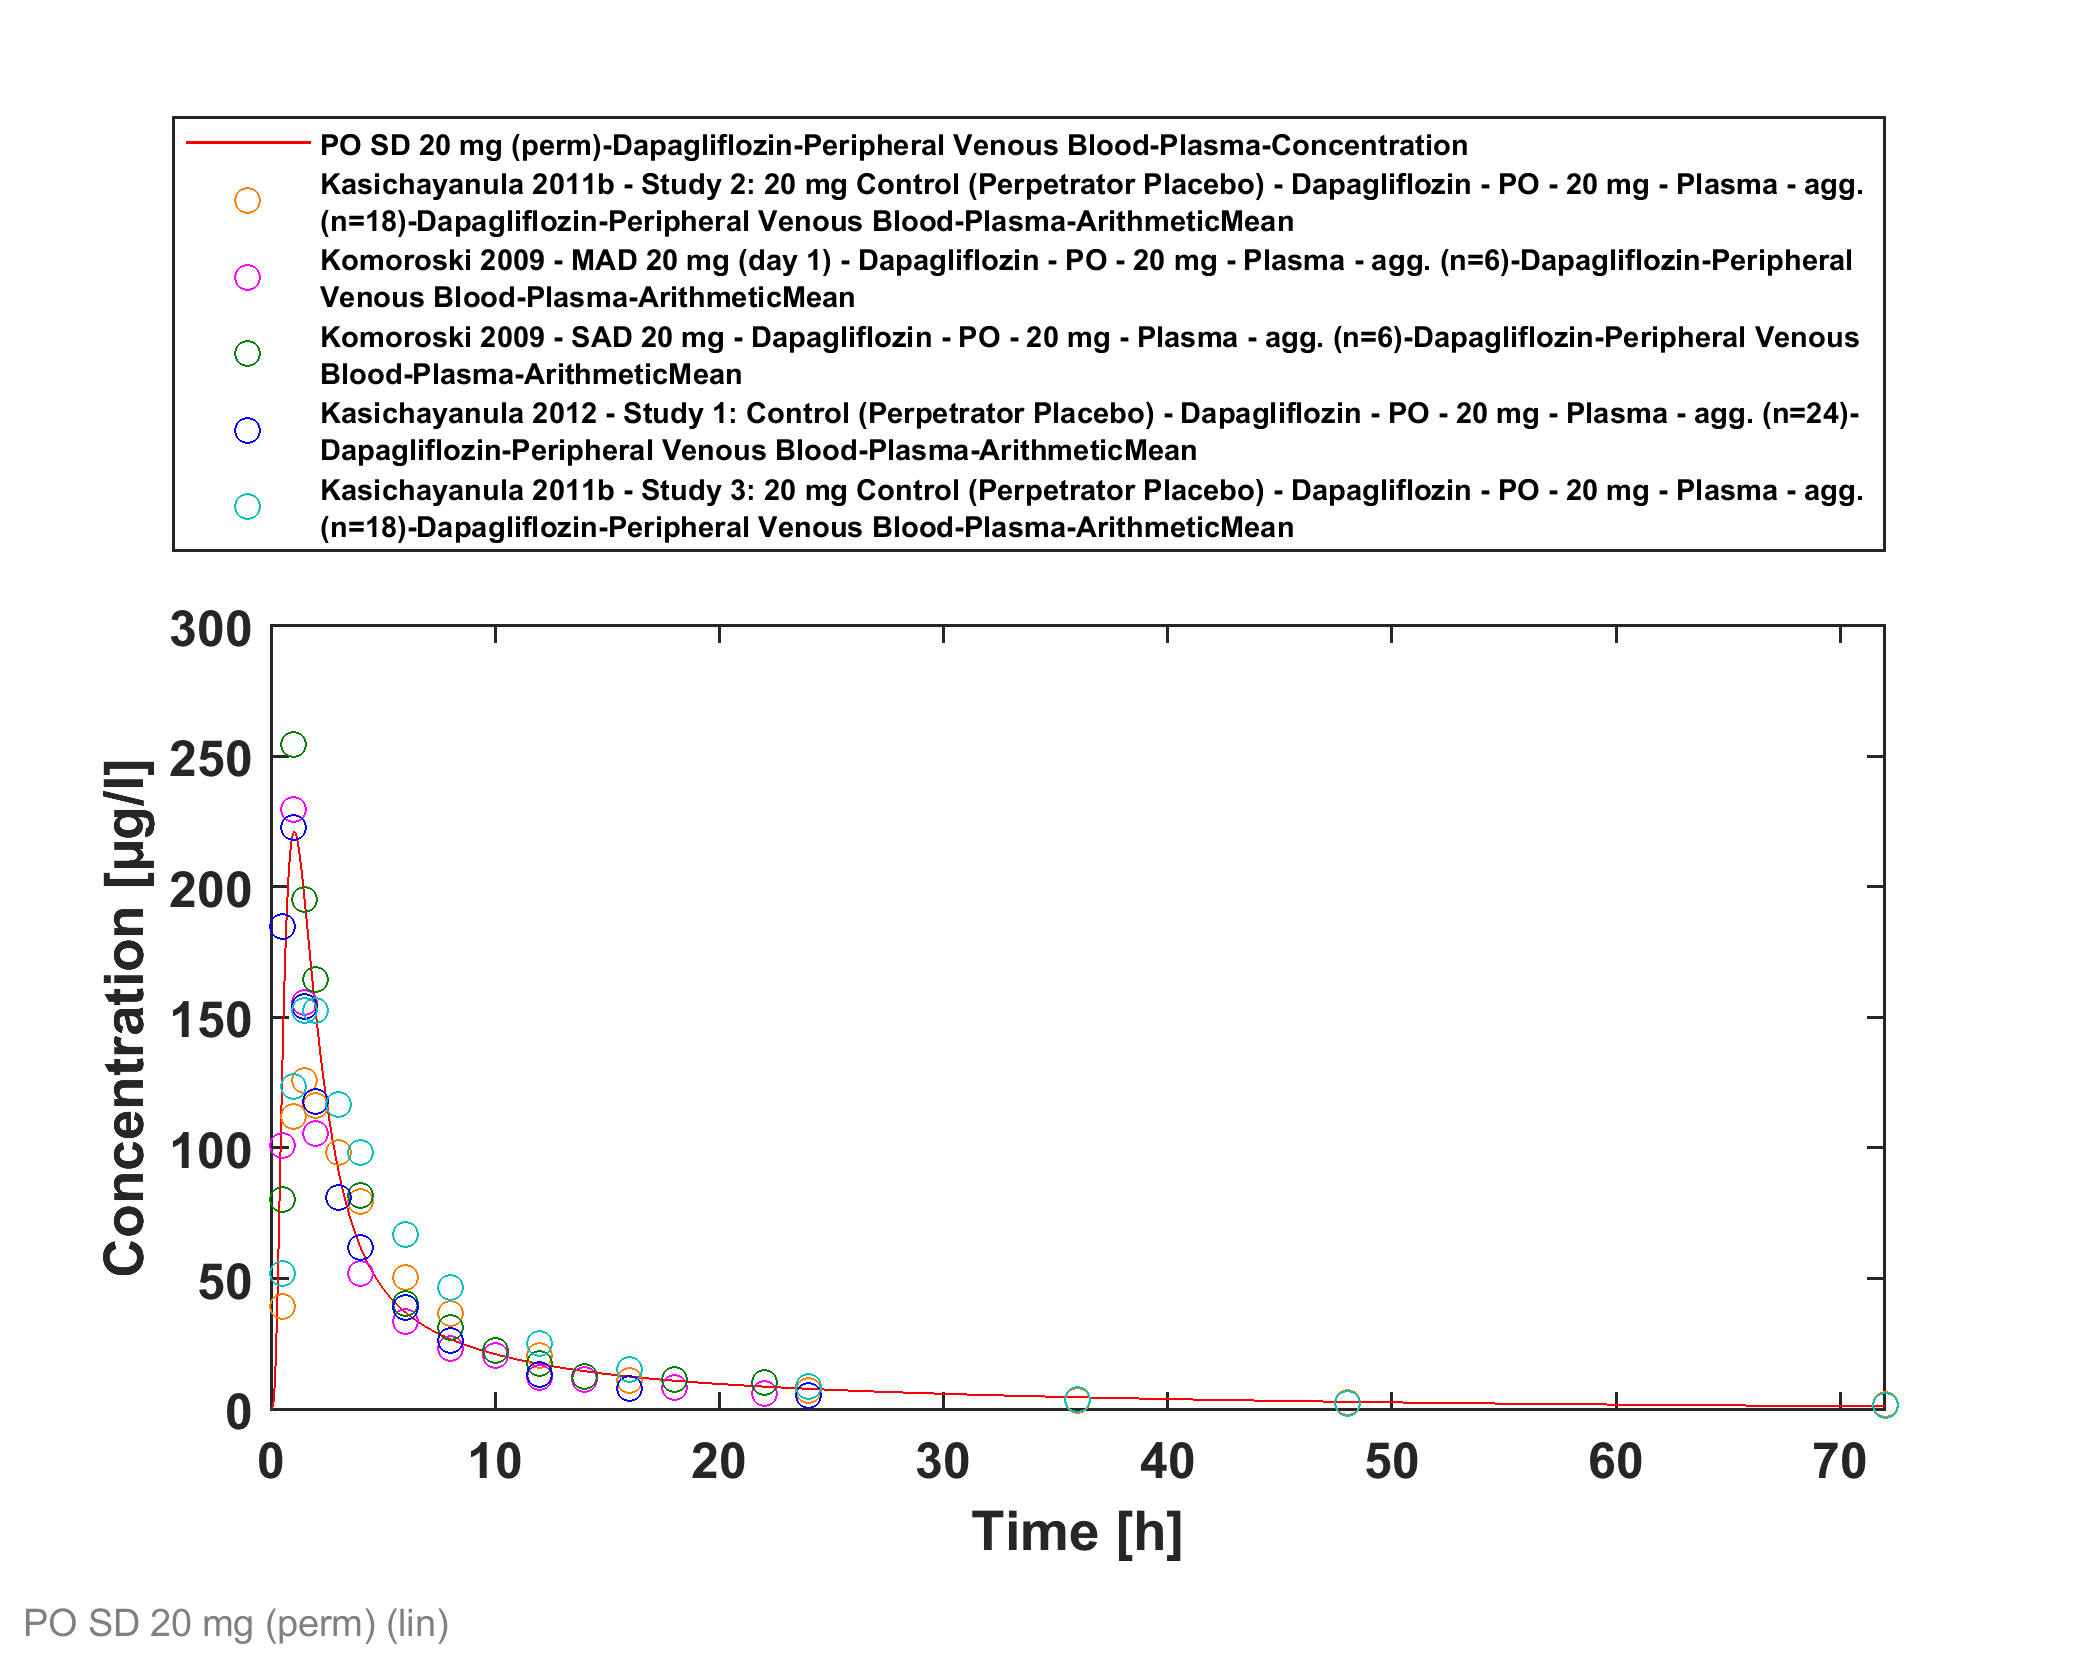 PO SD 20 mg (perm)-Dapagliflozin-Peripheral Venous Blood-Plasma-Concentration
Kasichayanula 2011b - Study 2: 20 mg Control (Perpetrator Placebo) - Dapagliflozin - PO - 20 mg - Plasma - agg.
(n=18)-Dapagliflozin-Peripheral Venous Blood-Plasma-ArithmeticMean
Komoroski 2009 - MAD 20 mg (day 1) - Dapagliflozin - PO - 20 mg - Plasma - agg. (n=6)-Dapagliflozin-Peripheral
Venous Blood-Plasma-ArithmeticMean
Komoroski 2009 - SAD 20 mg - Dapagliflozin - PO - 20 mg - Plasma - agg. (n=6)-Dapagliflozin-Peripheral Venous
Blood-Plasma-ArithmeticMean
Kasichayanula 2012 - Study 1: Control (Perpetrator Placebo) - Dapagliflozin - PO - 20 mg - Plasma - agg. (n=24)-
Dapagliflozin-Peripheral Venous Blood-Plasma-ArithmeticMean
Kasichayanula 2011b - Study 3: 20 mg Control (Perpetrator Placebo) - Dapagliflozin - PO - 20 mg - Plasma - agg.
(n=18)-Dapagliflozin-Peripheral Venous Blood-Plasma-ArithmeticMean
Concentration [µg/l]
300
250
200
150
100
50
0
0 10 20 30 40 50 60 70
Time [h]
PO SD 20 mg (perm) (lin)